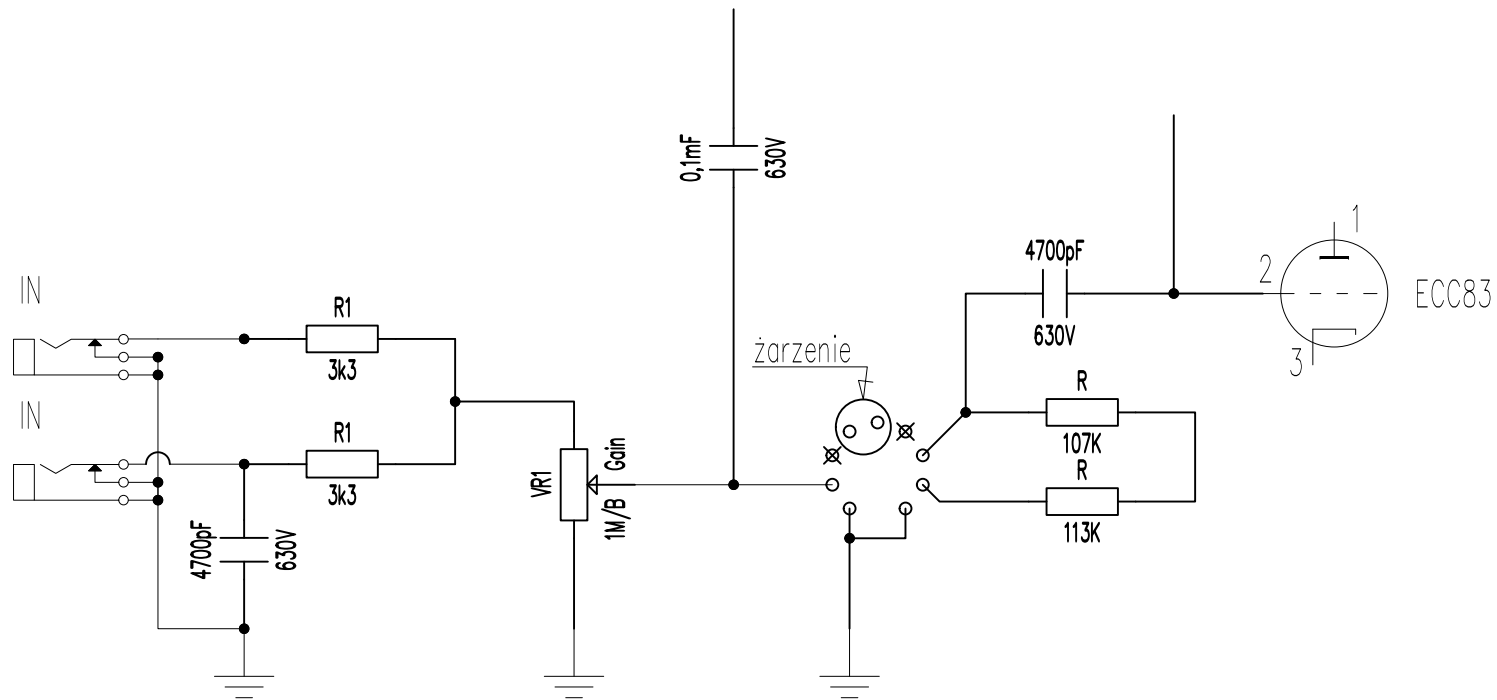 0,1mF
630V
4700pF
630V
1
2
3
ECC83
IN
R1
3k3
żarzenie
IN
R1
3k3
R
107K
R
113K
VR1
Gain
1M/B
4700pF
630V